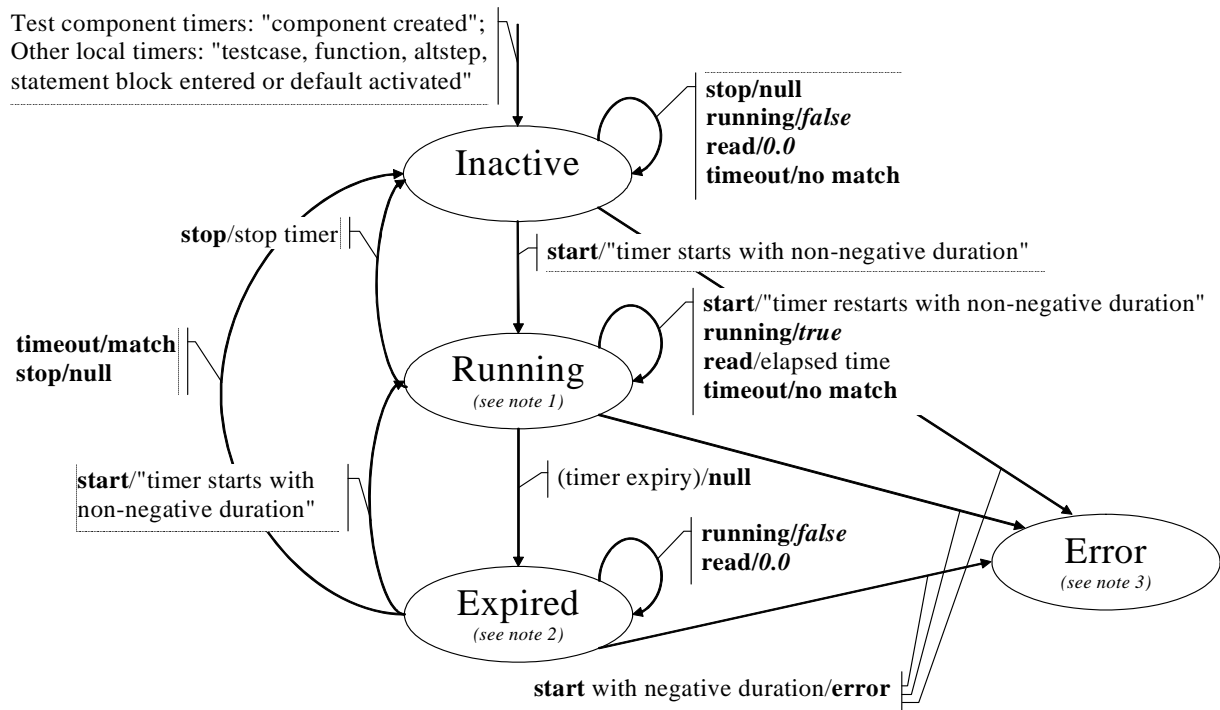 Test component timers: "component created";
Other local timers: "testcase, function, altstep,
statement block entered or default activated"
stop/null
running/false
read/0.0
timeout/no match
Inactive
stop/stop timer
start/"timer starts with non-negative duration"
start/"timer restarts with non-negative duration"
running/true
read/elapsed time
timeout/no match
timeout/match
stop/null
Running
(see note 1)
start/"timer starts with
non-negative duration"
(timer expiry)/null
running/false
read/0.0
Error
(see note 3)
Expired
(see note 2)
start with negative duration/error